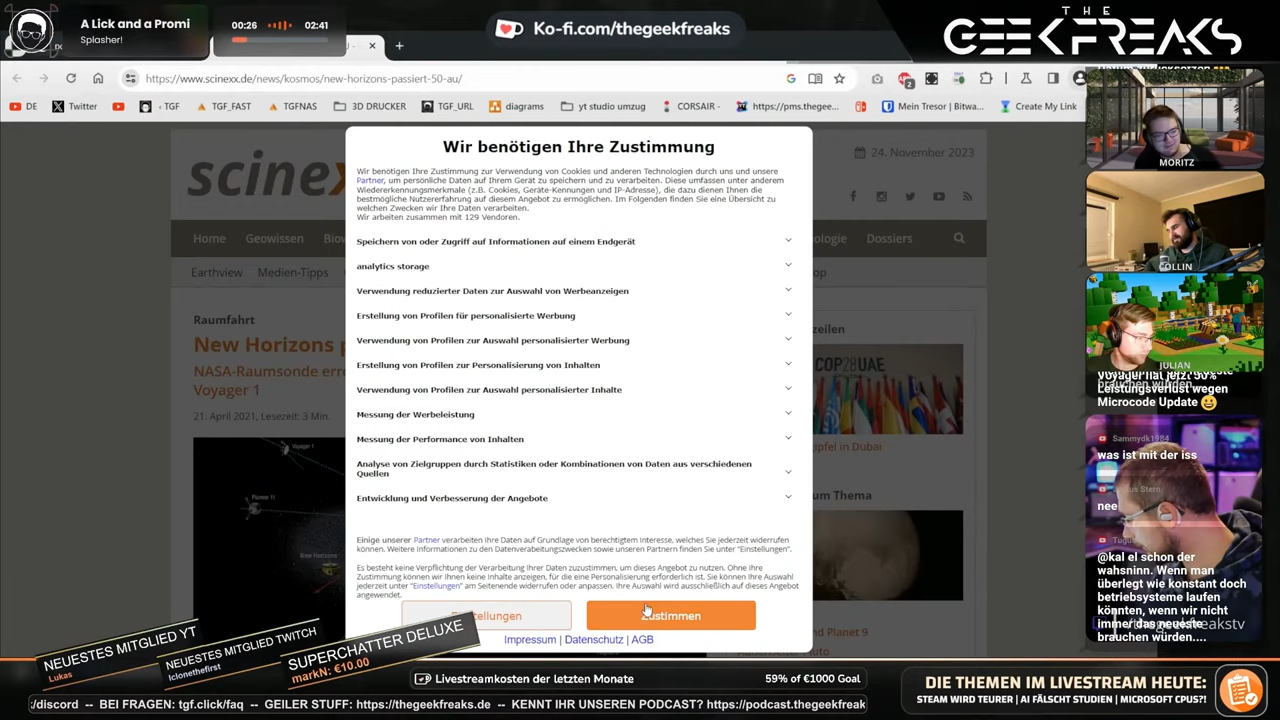 A Lick and a Promi
Splasher!
00:26
02:41
Ko-fi.com/thegeekfreaks
THE
GEEKFREAKS
https://www.scinexx.de/news/kosmos/new-horizons-passiert-50-au/
DE
Twitter
‹ TGF
TGF_FAST
TGFNAS
3D DRUCKER
TGF_URL
diagrams
yt studio umzug
CORSAIR -
https://pms.thegee...
Mein Tresor | Bitwa...
Create My Link
scinex
24. November 2023
Home
Geowissen
Biow
ologie
Dossiers
Earthview
Medien-Tipps
Raumfahrt
New Horizons p
NASA-Raumsonde erre
Voyager 1
21. April 2021, Lesezeit: 3 Min.
Voyager 1
Pioneer 11
New Horizons
zeilen
COP28UAE
ipfel in Dubai
um Thema
nd Planet 9
Wir benötigen Ihre Zustimmung
Wir benötigen Ihre Zustimmung zur Verwendung von Cookies und anderen Technologien durch uns und unsere
Partner, um persönliche Daten auf Ihrem Gerät zu speichern und zu verarbeiten. Diese umfassen unter anderem
Wiedererkennungsmerkmale (z.B. Cookies, Geräte-Kennungen und IP-Adresse), die dazu dienen Ihnen die
bestmögliche Nutzererfahrung auf diesem Angebot zu ermöglichen. Im Folgenden finden Sie eine Übersicht zu
welchen Zwecken wir Ihre Daten verarbeiten.
Wir arbeiten zusammen mit 129 Vendoren.
Speichern von oder Zugriff auf Informationen auf einem Endgerät
analytics storage
Verwendung reduzierter Daten zur Auswahl von Werbeanzeigen
Erstellung von Profilen für personalisierte Werbung
Verwendung von Profilen zur Auswahl personalisierter Werbung
Erstellung von Profilen zur Personalisierung von Inhalten
Verwendung von Profilen zur Auswahl personalisierter Inhalte
Messung der Werbeleistung
Messung der Performance von Inhalten
Analyse von Zielgruppen durch Statistiken oder Kombinationen von Daten aus verschiedenen
Quellen
Entwicklung und Verbesserung der Angebote
Einige unserer Partner verarbeiten Ihre Daten auf Grundlage von berechtigtem Interesse, welches Sie jederzeit widerrufen
können. Weitere Informationen zu den Datenverabeitungszwecken sowie unseren Partnern finden Sie unter "Einstellungen".
Es besteht keine Verpflichtung der Verarbeitung Ihrer Daten zuzustimmen, um dieses Angebot zu nutzen. Ohne Ihre
Zustimmung können wir Ihnen keine Inhalte anzeigen, für die eine Personalisierung erforderlich ist. Sie können Ihre Auswahl
jederzeit unter "Einstellungen" am Seitenende widerrufen oder anpassen. Ihre Auswahl wird ausschließlich auf dieses Angebot
angewendet.
Einstellungen
Zustimmen
Impressum | Datenschutz | AGB
MORITZ
COLLIN
JULIAN
Voyager hat jetzt 50%
Leistungsverlust wegen
Microcode Update
Sammydk1984
was ist mit der iss
Stern
nee
@kal el schon der
wahsninn. Wenn man
überlegt wie konstant doch
betriebsysteme laufen
könnten, wenn wir nicht
immer das neueste
brauchen würden....
/thegeekfreakstv
NEUESTES MITGLIED YT
Lukas
NEUESTES MITGLIED TWITCH
Iclonethefirst
SUPERCHATTER DELUXE
markN: €10.00
Livestreamkosten der letzten Monate
59% of €1000 Goal
DIE THEMEN IM LIVESTREAM HEUTE:
STEAM WIRD TEURER | AI FÄLSCHT STUDIEN | MICROSOFT CPUS?!
/discord -- BEI FRAGEN: tgf.click/faq -- GEILER STUFF: https://thegeekfreaks.de -- KENNT IHR UNSEREN PODCAST? https://podcast.thegeekfreak